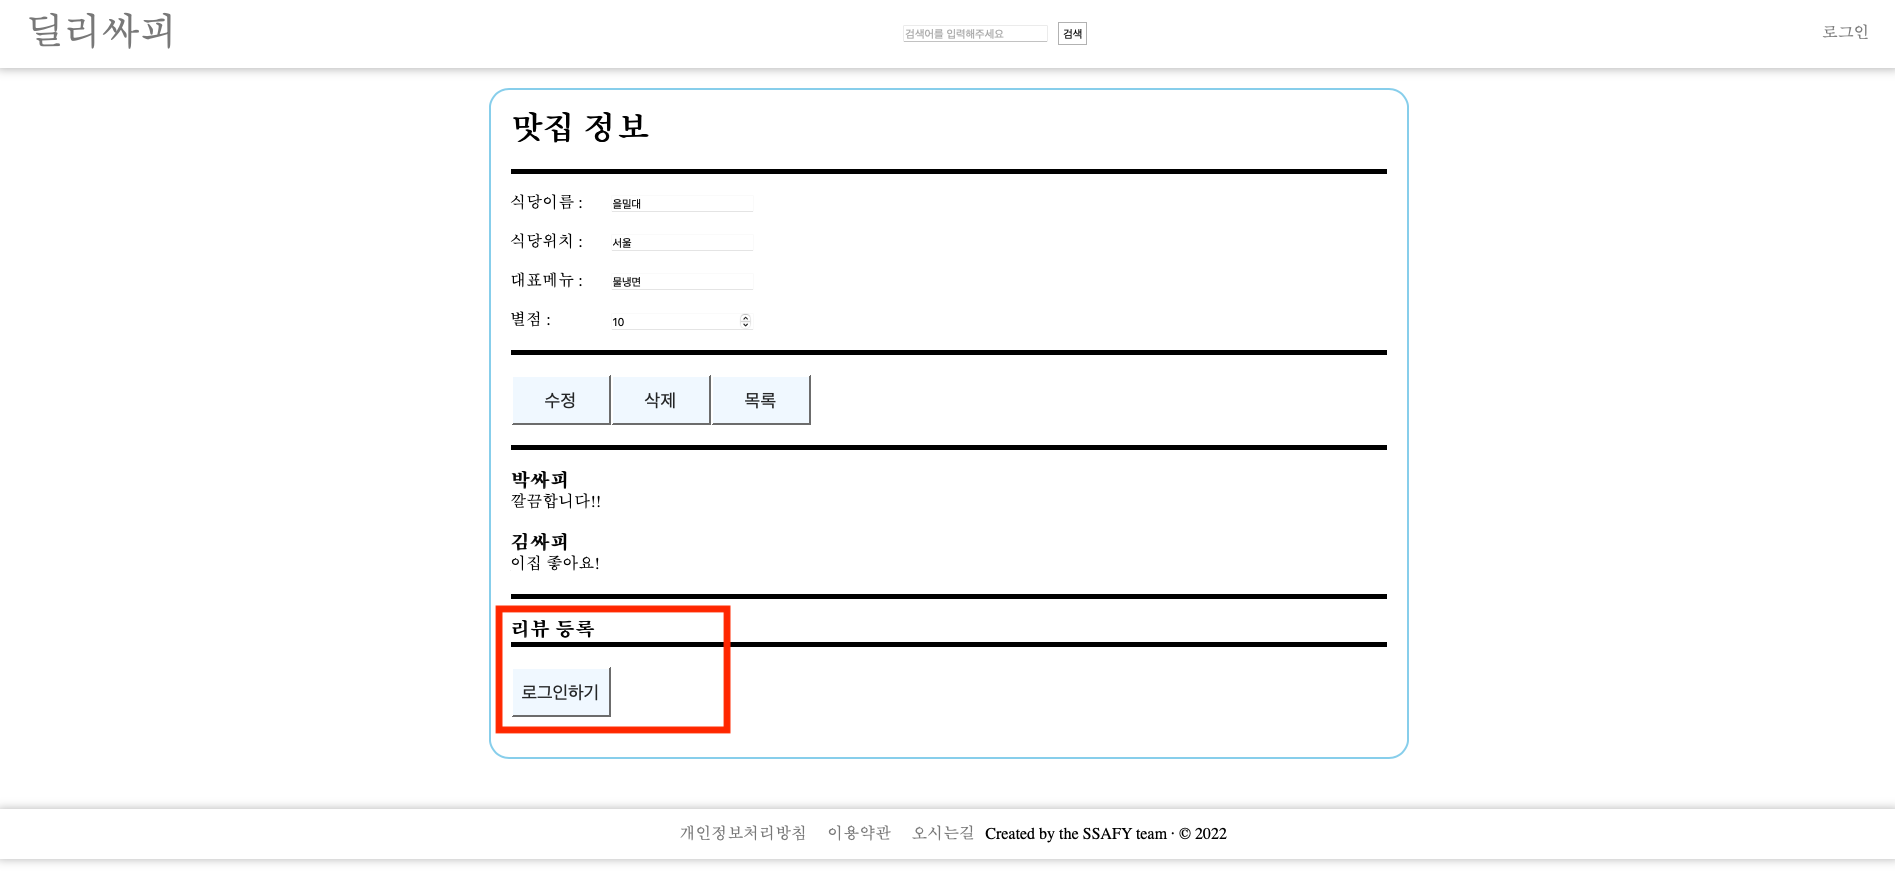 딜리싸피
검색어를 입력해주세요 검색
로그인
맛집 정보
식당이름 : 을밀대
식당위치 : 서울
대표메뉴 : 물냉면
별점 : 10
수정 삭제 목록
박싸피
깔끔합니다!!
김싸피
이집 좋아요!
리뷰 등록
로그인하기
개인정보처리방침 이용약관 오시는길 Created by the SSAFY team · © 2022